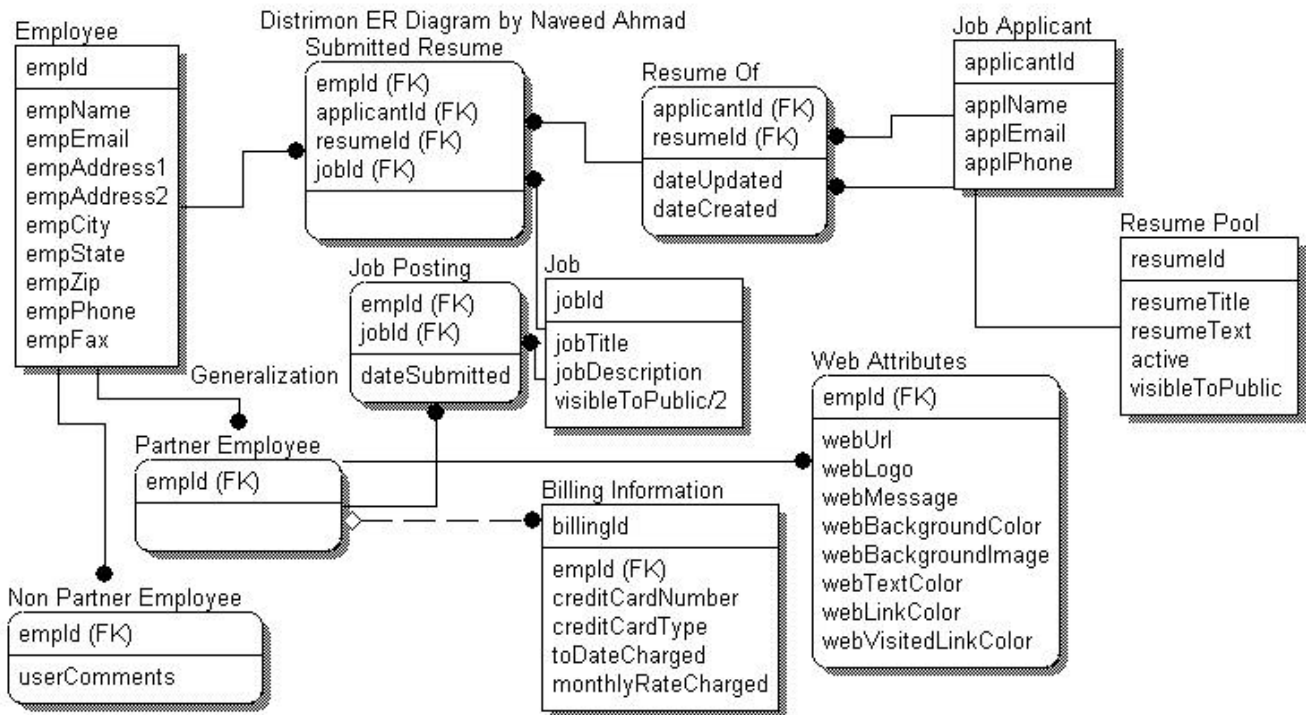 Distrimon ER Diagram by Naveed Ahmad
Employee
empId
empName
empEmail
empAddress1
empAddress2
empCity
empState
empZip
empPhone
empFax
Submitted Resume
empId (FK)
applicantId (FK)
resumeId (FK)
jobId (FK)
Resume Of
applicantId (FK)
resumeId (FK)
dateUpdated
dateCreated
Job Applicant
applicantId
applName
applEmail
applPhone
Resume Pool
resumeId
resumeTitle
resumeText
active
visibleToPublic
Job Posting
empId (FK)
jobId (FK)
dateSubmitted
Job
jobId
jobTitle
jobDescription
visibleToPublic/2
Generalization
Partner Employee
empId (FK)
Web Attributes
empId (FK)
webUrl
webLogo
webMessage
webBackgroundColor
webBackgroundImage
webTextColor
webLinkColor
webVisitedLinkColor
Billing Information
billingId
empId (FK)
creditCardNumber
creditCardType
toDateCharged
monthlyRateCharged
Non Partner Employee
empId (FK)
userComments